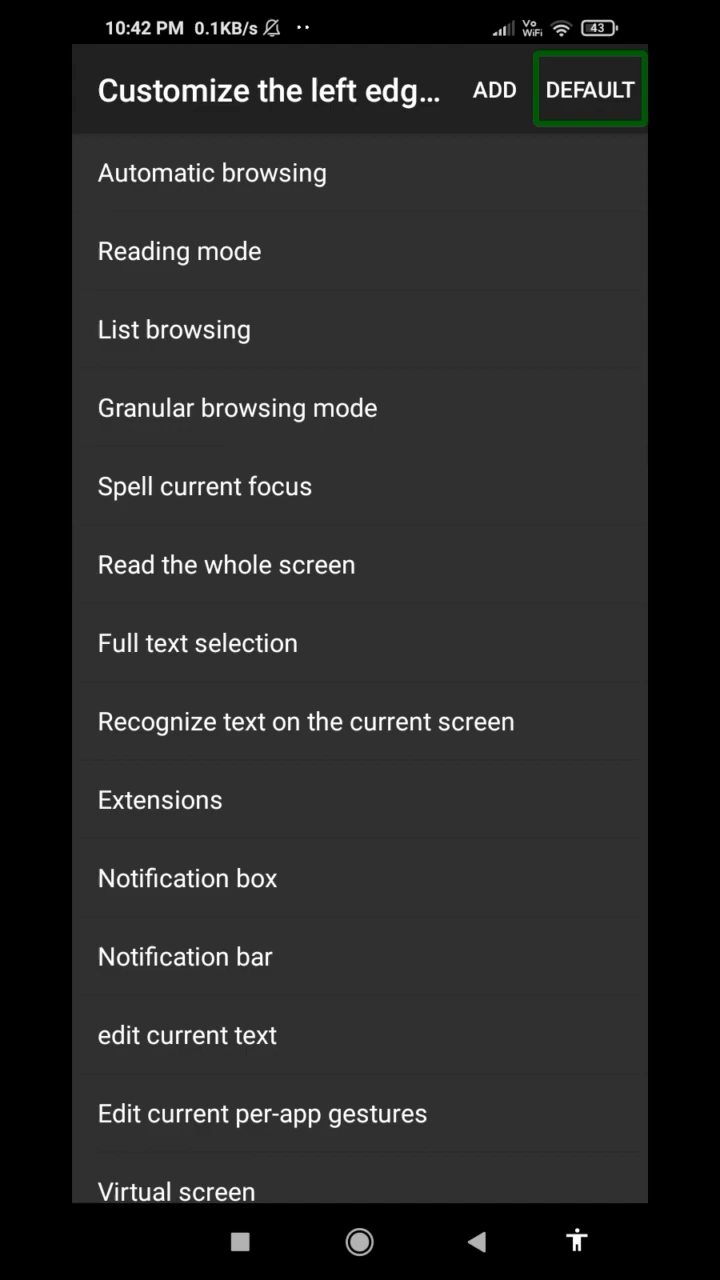 10:42 PM 0.1KB/s ·· Vo WiFi 43
Customize the left edg... ADD DEFAULT
Automatic browsing
Reading mode
List browsing
Granular browsing mode
Spell current focus
Read the whole screen
Full text selection
Recognize text on the current screen
Extensions
Notification box
Notification bar
edit current text
Edit current per-app gestures
Virtual screen